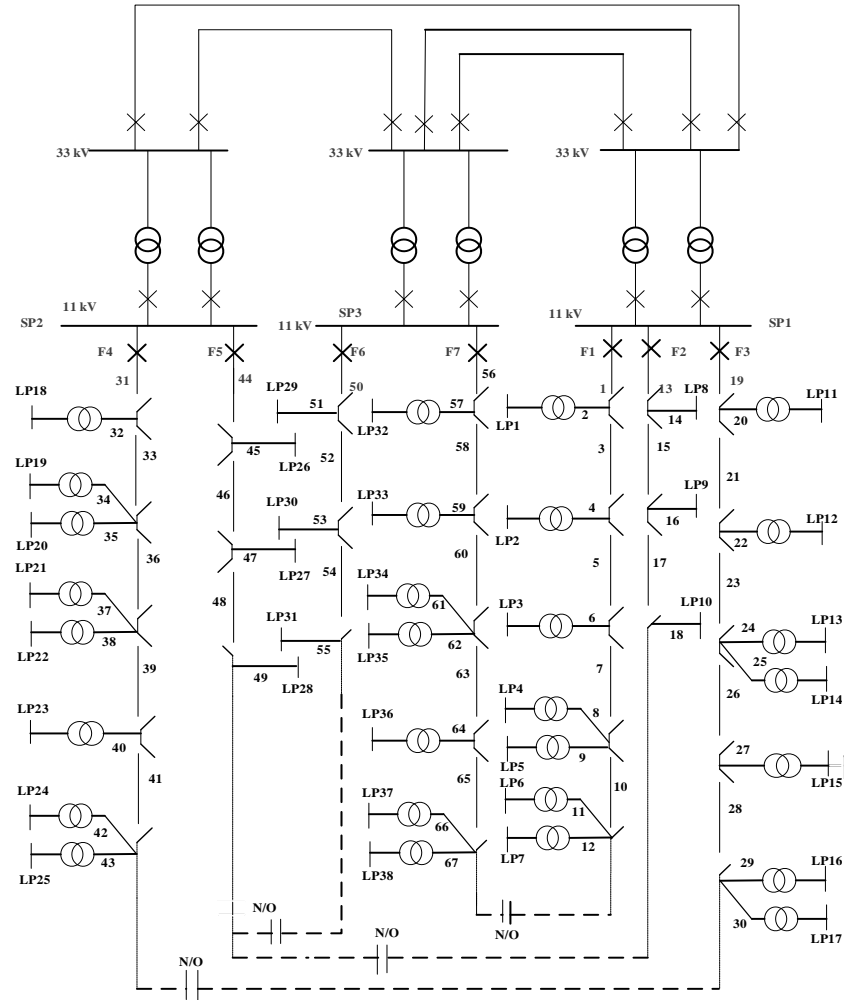 33 kV 33 kV 33 kV
11 kV
SP2 SP3 SP1
11 kV 11 kV
F4 F5 F6 F7 F1 F2 F3
31 44 50 56 1 13 19
LP18 LP29 LP8 LP11
32 51 LP32 57 LP1 2 14 20
33 45 LP26 52 58 3 15 21
LP19 LP30 LP33 LP9 LP12
34 46 53 59 LP2 4 16 22
LP20 35 36 47 LP27 54 60 5 17 23
LP21 LP34 LP3 LP10
37 48 LP31 61 6 18 24 LP13
LP22 38 55 LP35 62 25 LP14
39 49 LP28 63 7 26
LP23 LP36 LP4
40 64 8 27
41 LP5 9 LP15
65 LP6 10 28
LP24 LP37
42 66 11 29 LP16
43 67 12
LP25 LP38 LP7 30 LP17
N/O N/O
N/O
N/O